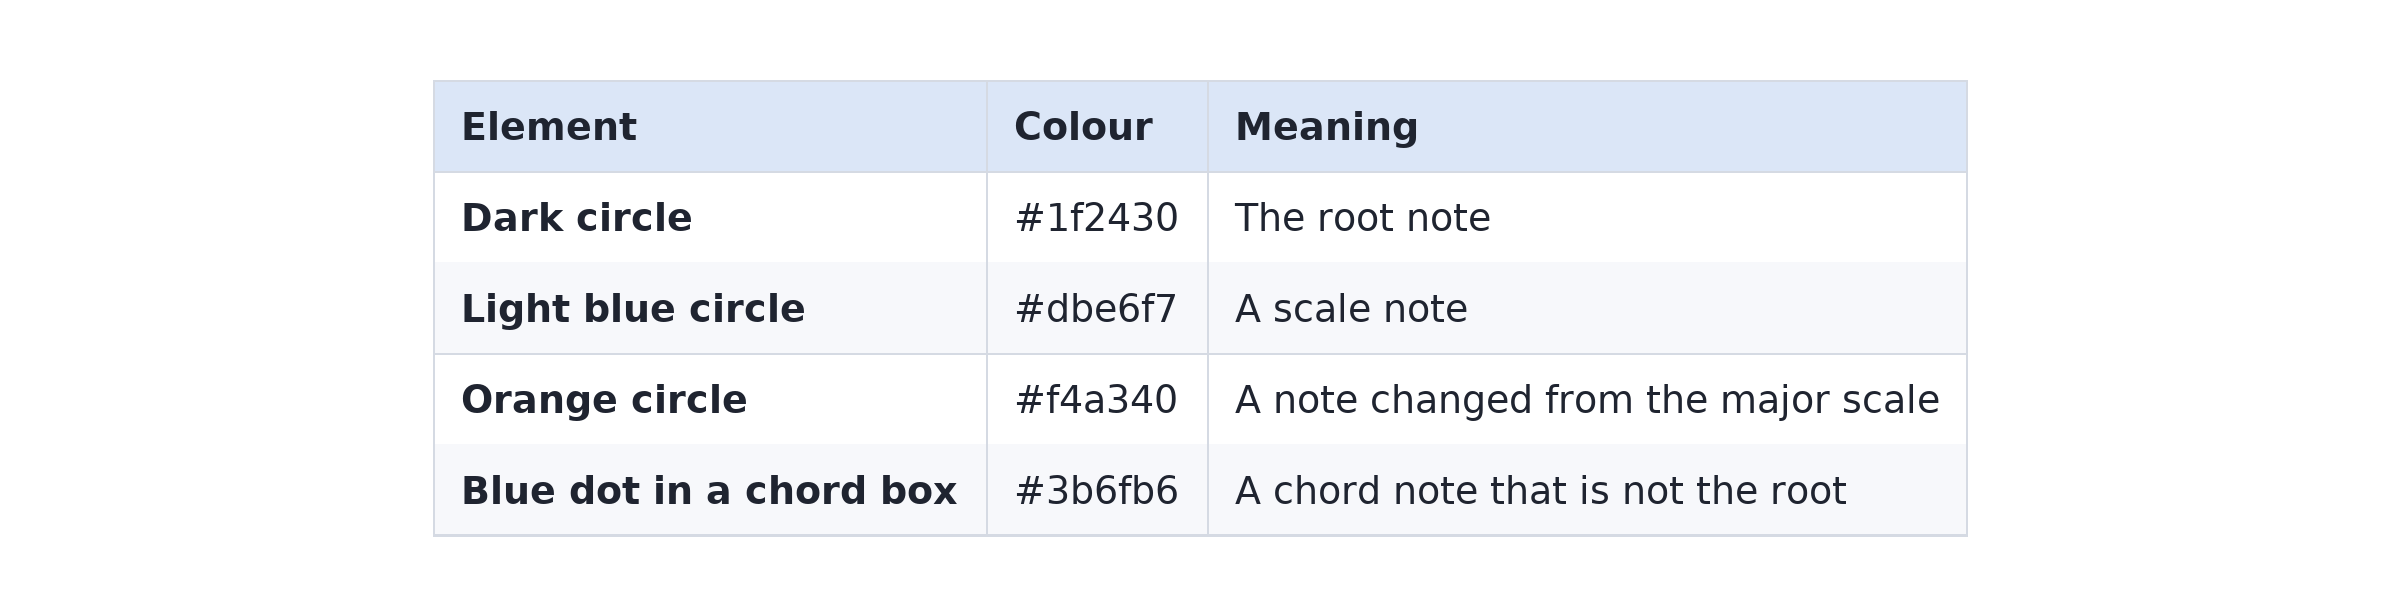 Element Colour Meaning
Dark circle #1f2430 The root note
Light blue circle #dbe6f7 A scale note
Orange circle #f4a340 A note changed from the major scale
Blue dot in a chord box #3b6fb6 A chord note that is not the root